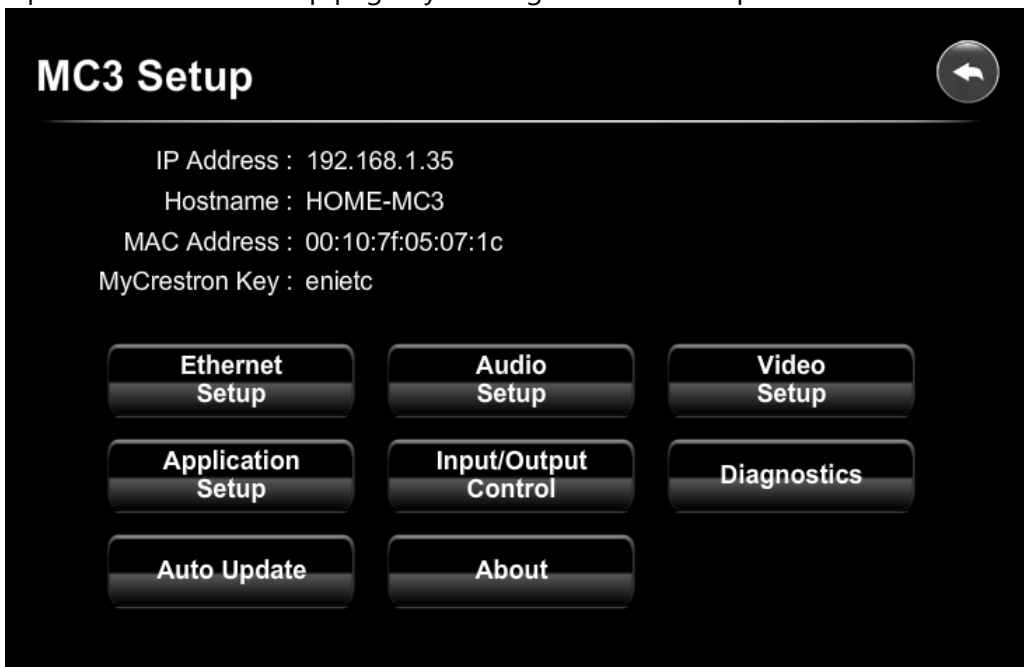 MC3 Setup
IP Address : 192.168.1.35
Hostname : HOME-MC3
MAC Address : 00:10:7f:05:07:1c
MyCrestron Key : enietc
Ethernet
Setup
Audio
Setup
Video
Setup
Application
Setup
Input/Output
Control
Diagnostics
Auto Update
About